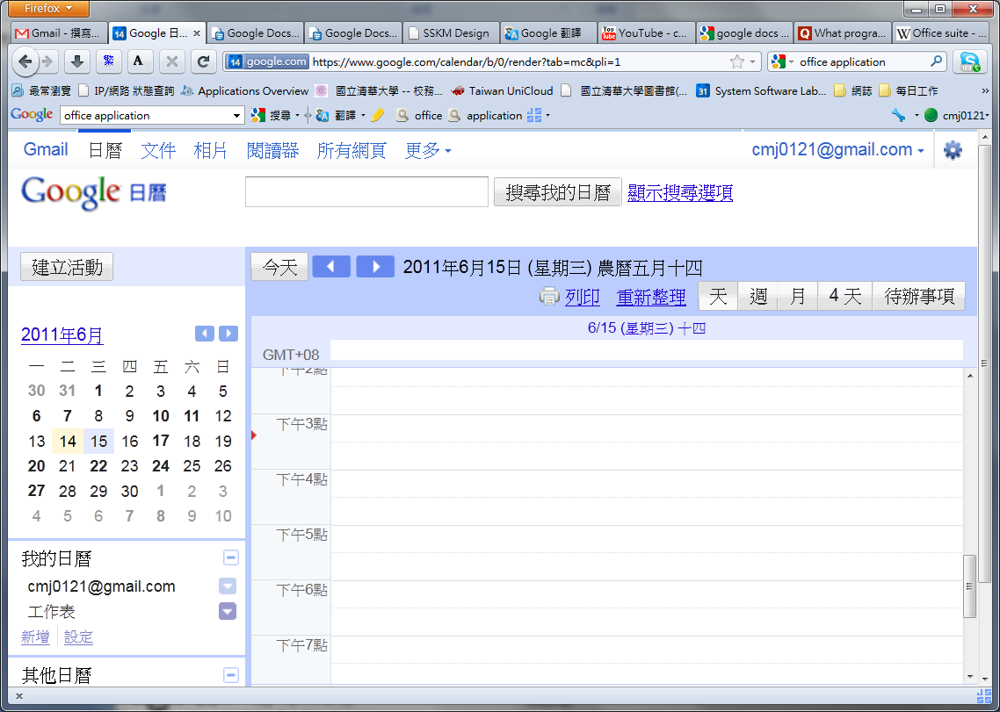 Firefox
Gmail - 撰寫... Google 日... Google Docs... Google Docs... SSKM Design Google 翻譯 YouTube - c... google docs ... What progra... Office suite - ...
繁 A 14 google.com https://www.google.com/calendar/b/0/render?tab=mc&pli=1 office application
最常瀏覽 IP/網路 狀態查詢 Applications Overview 國立清華大學 -- 校務... Taiwan UniCloud 國立清華大學圖書館(... 31 System Software Lab... 網誌 每日工作 »
Google office application 搜尋 翻譯 office application cmj0121
Gmail 日曆 文件 相片 閱讀器 所有網頁 更多 cmj0121@gmail.com
Google 日曆 搜尋我的日曆 顯示搜尋選項
建立活動 今天 2011年6月15日 (星期三) 農曆五月十四
列印 重新整理 天 週 月 4 天 待辦事項
6/15 (星期三) 十四
GMT+08
2011年6月
一 二 三 四 五 六 日
30 31 1 2 3 4 5
6 7 8 9 10 11 12
13 14 15 16 17 18 19
20 21 22 23 24 25 26
27 28 29 30 1 2 3
4 5 6 7 8 9 10
下午2點
下午3點
下午4點
下午5點
下午6點
下午7點
我的日曆
cmj0121@gmail.com
工作表
新增 設定
其他日曆